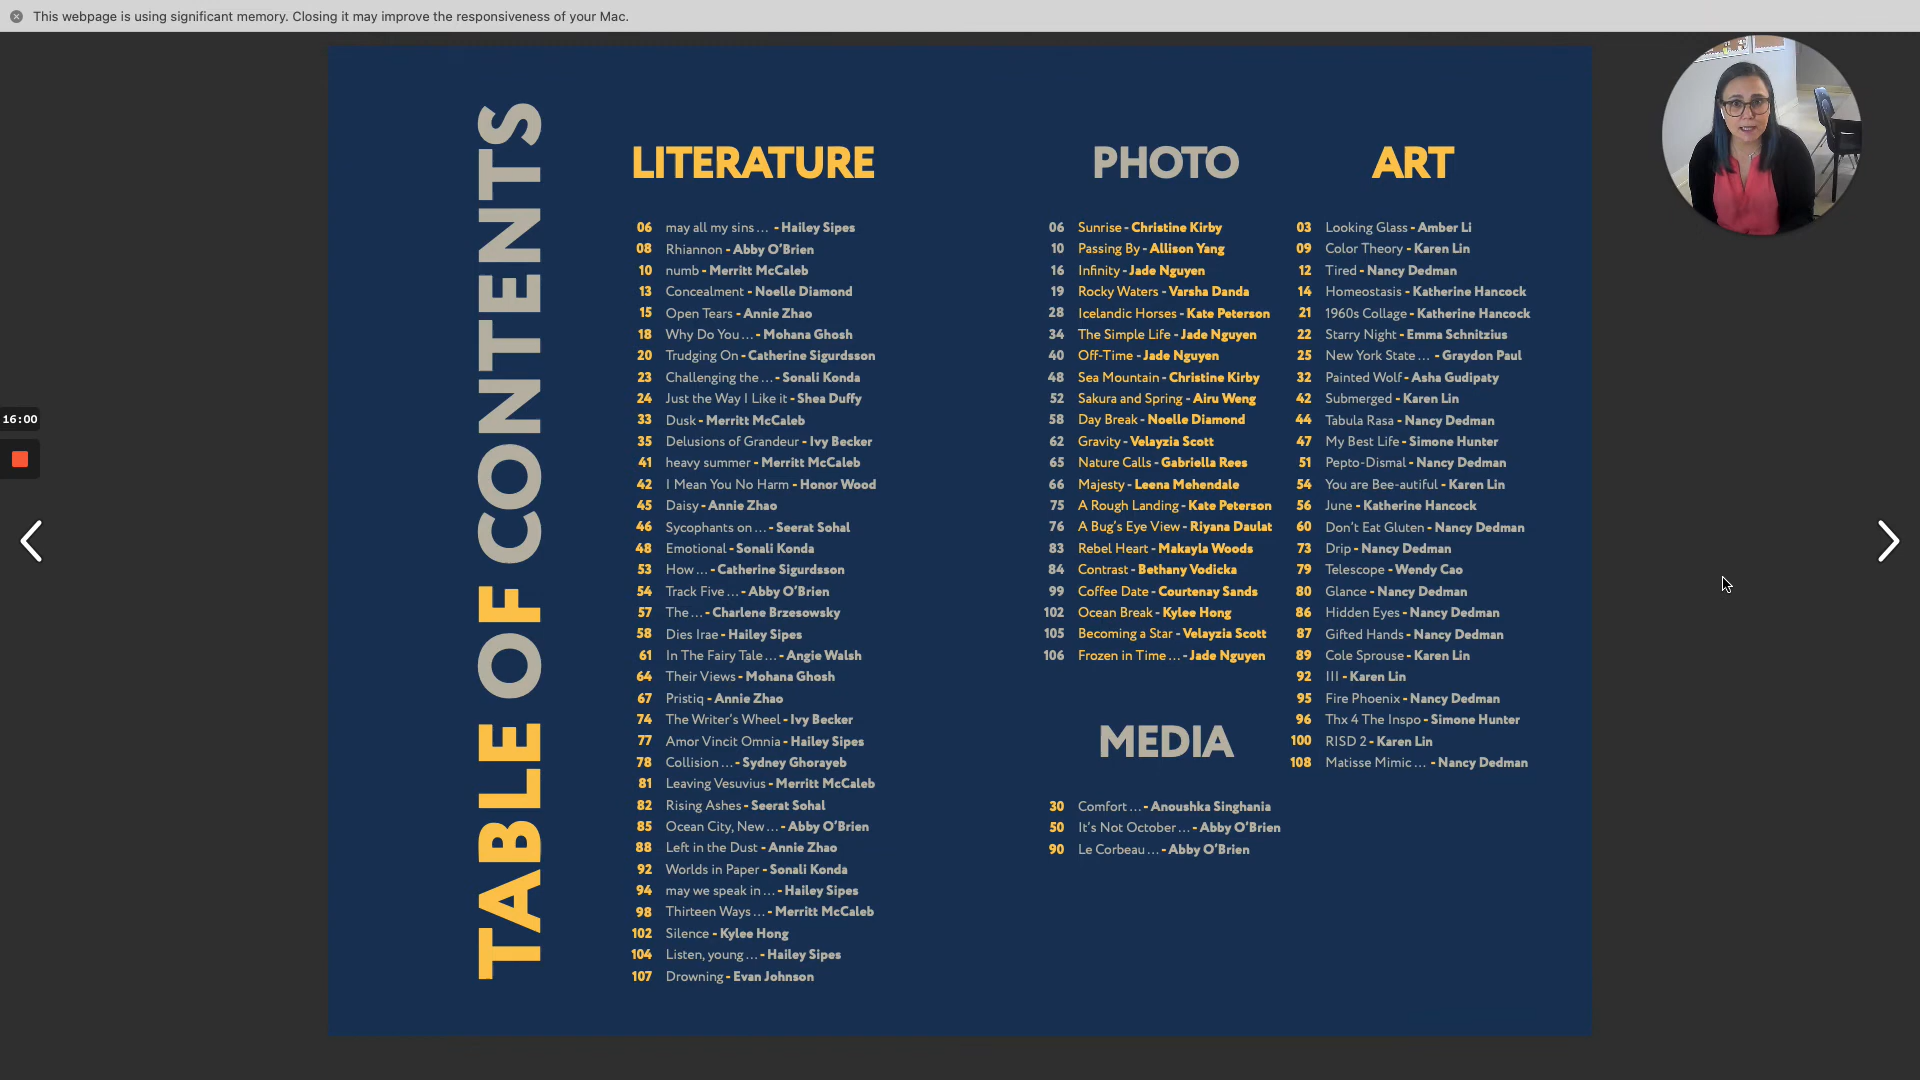 This webpage is using significant memory. Closing it may improve the responsiveness of your Mac.
16:00
TABLE OF CONTENTS
LITERATURE
06 may all my sins ... - Hailey Sipes
08 Rhiannon - Abby O'Brien
10 numb - Merritt McCaleb
13 Concealment - Noelle Diamond
15 Open Tears - Annie Zhao
18 Why Do You ... - Mohana Ghosh
20 Trudging On - Catherine Sigurdsson
23 Challenging the ... - Sonali Konda
24 Just the Way I Like it - Shea Duffy
33 Dusk - Merritt McCaleb
35 Delusions of Grandeur - Ivy Becker
41 heavy summer - Merritt McCaleb
42 I Mean You No Harm - Honor Wood
45 Daisy - Annie Zhao
46 Sycophants on ... - Seerat Sohal
48 Emotional - Sonali Konda
53 How ... - Catherine Sigurdsson
54 Track Five ... - Abby O'Brien
57 The ... - Charlene Brzesowsky
58 Dies Irae - Hailey Sipes
61 In The Fairy Tale ... - Angie Walsh
64 Their Views - Mohana Ghosh
67 Pristiq - Annie Zhao
74 The Writer's Wheel - Ivy Becker
77 Amor Vincit Omnia - Hailey Sipes
78 Collision ... - Sydney Ghorayeb
81 Leaving Vesuvius - Merritt McCaleb
82 Rising Ashes - Seerat Sohal
85 Ocean City, New ... - Abby O'Brien
88 Left in the Dust - Annie Zhao
92 Worlds in Paper - Sonali Konda
94 may we speak in ... - Hailey Sipes
98 Thirteen Ways ... - Merritt McCaleb
102 Silence - Kylee Hong
104 Listen, young ... - Hailey Sipes
107 Drowning - Evan Johnson
PHOTO
06 Sunrise - Christine Kirby
10 Passing By - Allison Yang
16 Infinity - Jade Nguyen
19 Rocky Waters - Varsha Danda
28 Icelandic Horses - Kate Peterson
34 The Simple Life - Jade Nguyen
40 Off-Time - Jade Nguyen
48 Sea Mountain - Christine Kirby
52 Sakura and Spring - Airu Weng
58 Day Break - Noelle Diamond
62 Gravity - Velayzia Scott
65 Nature Calls - Gabriella Rees
66 Majesty - Leena Mehendale
75 A Rough Landing - Kate Peterson
76 A Bug's Eye View - Riyana Daulat
83 Rebel Heart - Makayla Woods
84 Contrast - Bethany Vodicka
99 Coffee Date - Courtenay Sands
102 Ocean Break - Kylee Hong
105 Becoming a Star - Velayzia Scott
106 Frozen in Time ... - Jade Nguyen
MEDIA
30 Comfort ... - Anoushka Singhania
50 It's Not October ... - Abby O'Brien
90 Le Corbeau ... - Abby O'Brien
ART
03 Looking Glass - Amber Li
09 Color Theory - Karen Lin
12 Tired - Nancy Dedman
14 Homeostasis - Katherine Hancock
21 1960s Collage - Katherine Hancock
22 Starry Night - Emma Schnitzius
25 New York State ... - Graydon Paul
32 Painted Wolf - Asha Gudipaty
42 Submerged - Karen Lin
44 Tabula Rasa - Nancy Dedman
47 My Best Life - Simone Hunter
51 Pepto-Dismal - Nancy Dedman
54 You are Bee-autiful - Karen Lin
56 June - Katherine Hancock
60 Don't Eat Gluten - Nancy Dedman
73 Drip - Nancy Dedman
79 Telescope - Wendy Cao
80 Glance - Nancy Dedman
86 Hidden Eyes - Nancy Dedman
87 Gifted Hands - Nancy Dedman
89 Cole Sprouse - Karen Lin
92 III - Karen Lin
95 Fire Phoenix - Nancy Dedman
96 Thx 4 The Inspo - Simone Hunter
100 RISD 2 - Karen Lin
108 Matisse Mimic ... - Nancy Dedman